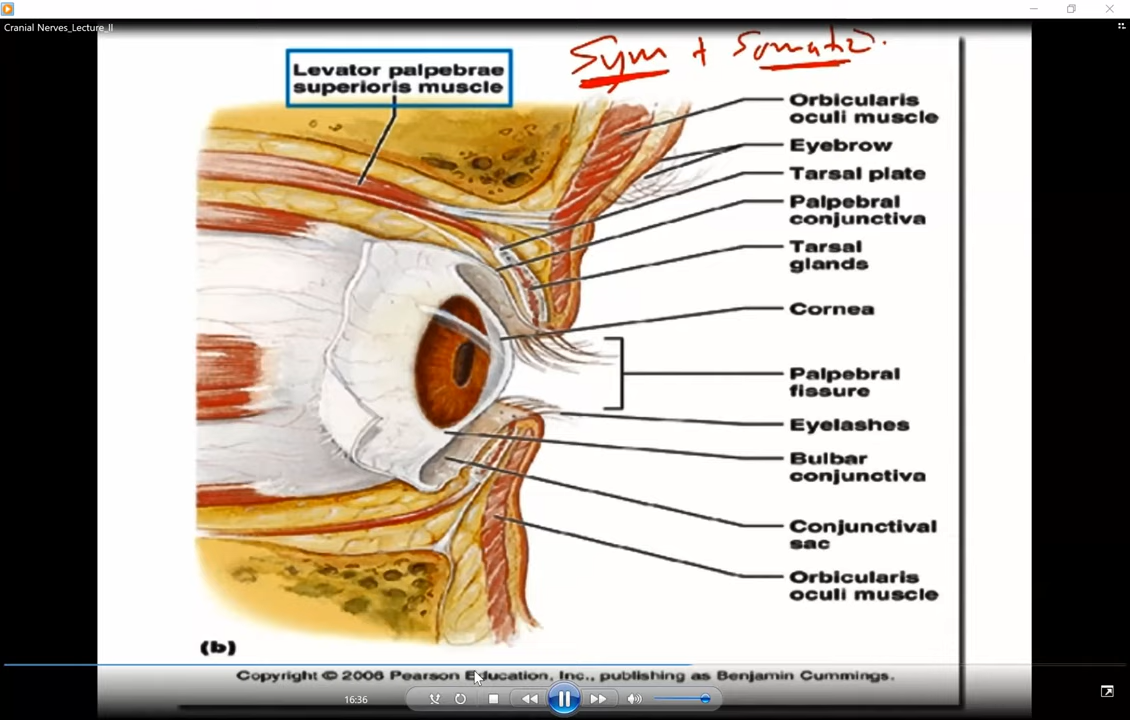 Cranial Nerves_Lecture_II
Sym + Somatic.
Levator palpebrae
superioris muscle
Orbicularis
oculi muscle
Eyebrow
Tarsal plate
Palpebral
conjunctiva
Tarsal
glands
Cornea
Palpebral
fissure
Eyelashes
Bulbar
conjunctiva
Conjunctival
sac
Orbicularis
oculi muscle
(b)
Copyright © 2006 Pearson Education, Inc., publishing as Benjamin Cummings.
16:36